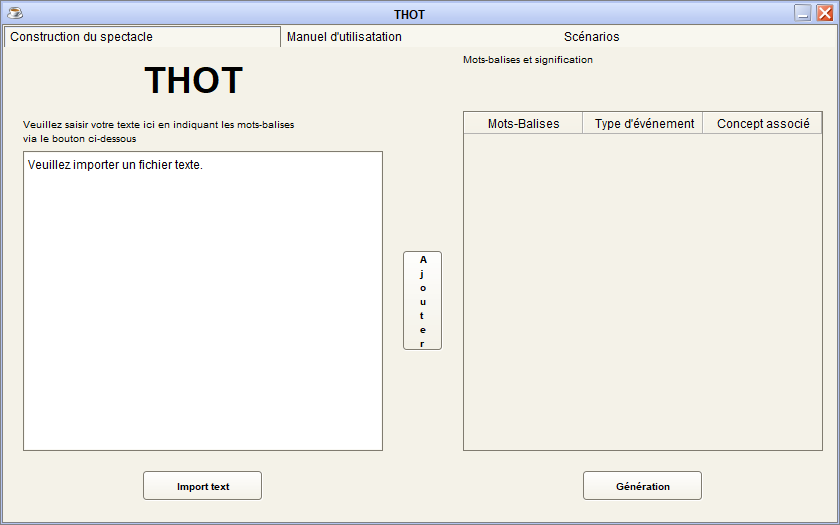 THOT
Construction du spectacle
Manuel d'utilisatation
Scénarios
THOT
Veuillez saisir votre texte ici en indiquant les mots-balises
via le bouton ci-dessous
Veuillez importer un fichier texte.
Import text
Ajouter
Mots-balises et signification
Mots-Balises
Type d'événement
Concept associé
Génération